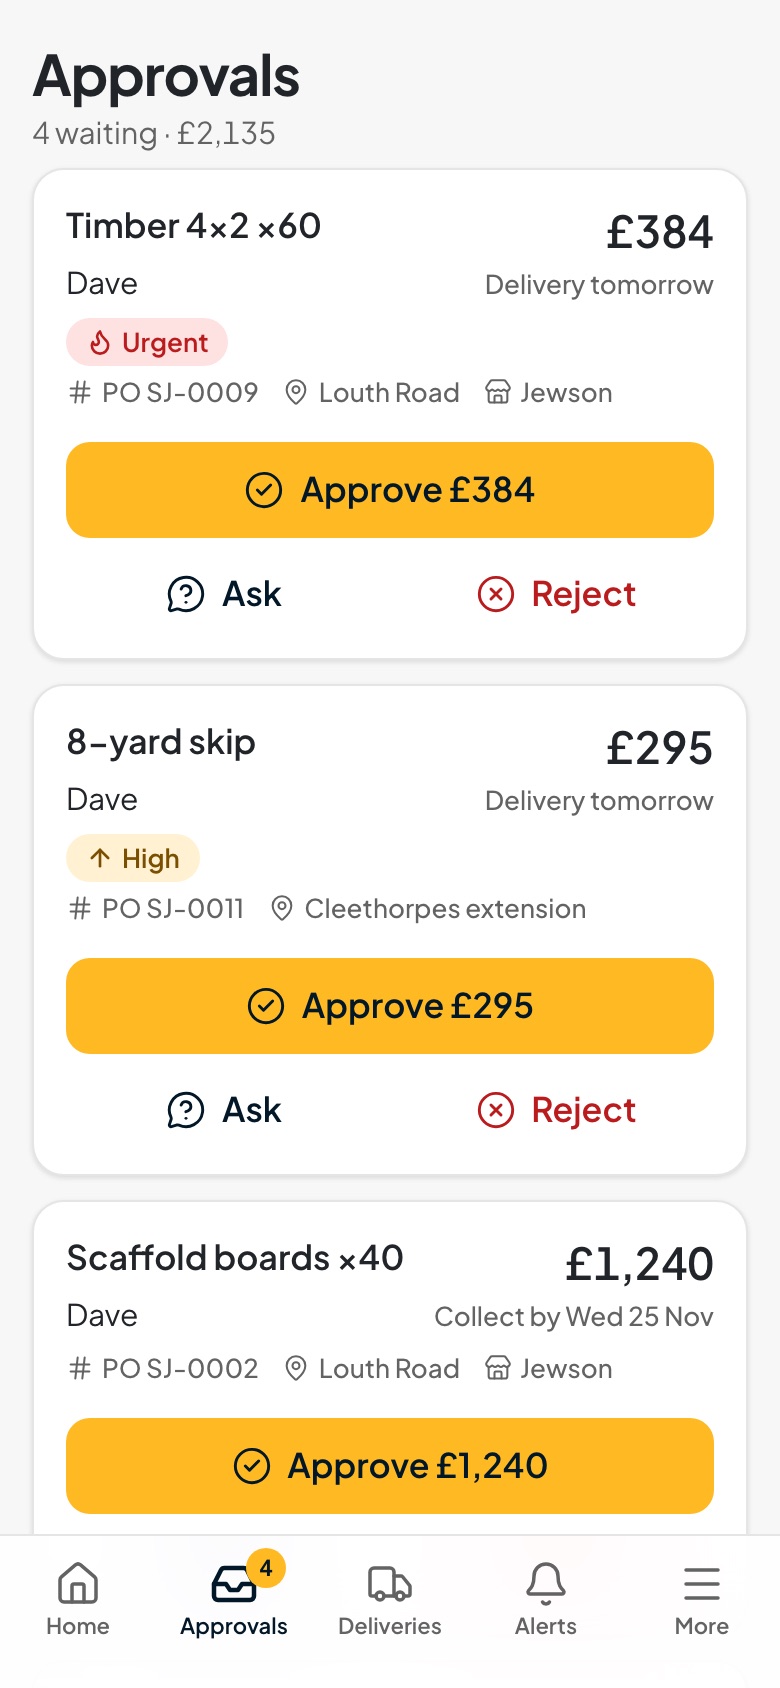 Approvals
4 waiting · £2,135
Timber 4×2 ×60
£384
Dave
Delivery tomorrow
Urgent
# PO SJ-0009 Louth Road Jewson
Approve £384
Ask
Reject
8-yard skip
£295
Dave
Delivery tomorrow
High
# PO SJ-0011 Cleethorpes extension
Approve £295
Ask
Reject
Scaffold boards ×40
£1,240
Dave
Collect by Wed 25 Nov
# PO SJ-0002 Louth Road Jewson
Approve £1,240
4
Home Approvals Deliveries Alerts More